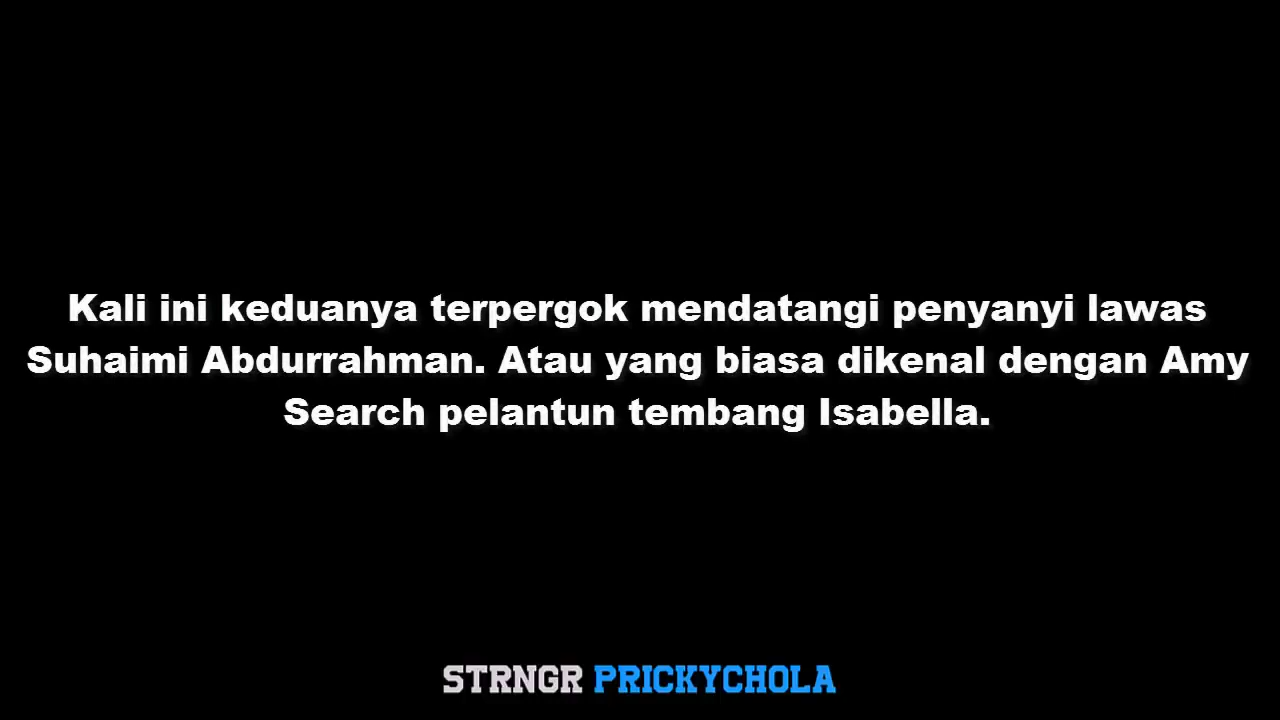 Kali ini keduanya terpergok mendatangi penyanyi lawas
Suhaimi Abdurrahman. Atau yang biasa dikenal dengan Amy
Search pelantun tembang Isabella.
STRNGR PRICKYCHOLA